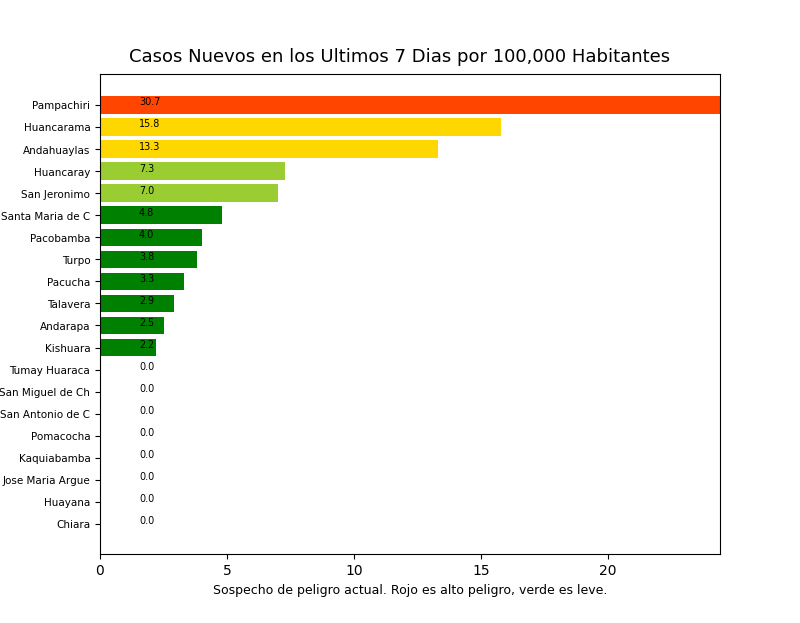 Casos Nuevos en los Ultimos 7 Dias por 100,000 Habitantes
Pampachiri 30.7
Huancarama 15.8
Andahuaylas 13.3
Huancaray 7.3
San Jeronimo 7.0
Santa Maria de C 4.8
Pacobamba 4.0
Turpo 3.8
Pacucha 3.3
Talavera 2.9
Andarapa 2.5
Kishuara 2.2
Tumay Huaraca 0.0
San Miguel de Ch 0.0
San Antonio de C 0.0
Pomacocha 0.0
Kaquiabamba 0.0
Jose Maria Argue 0.0
Huayana 0.0
Chiara 0.0
0 5 10 15 20
Sospecho de peligro actual. Rojo es alto peligro, verde es leve.